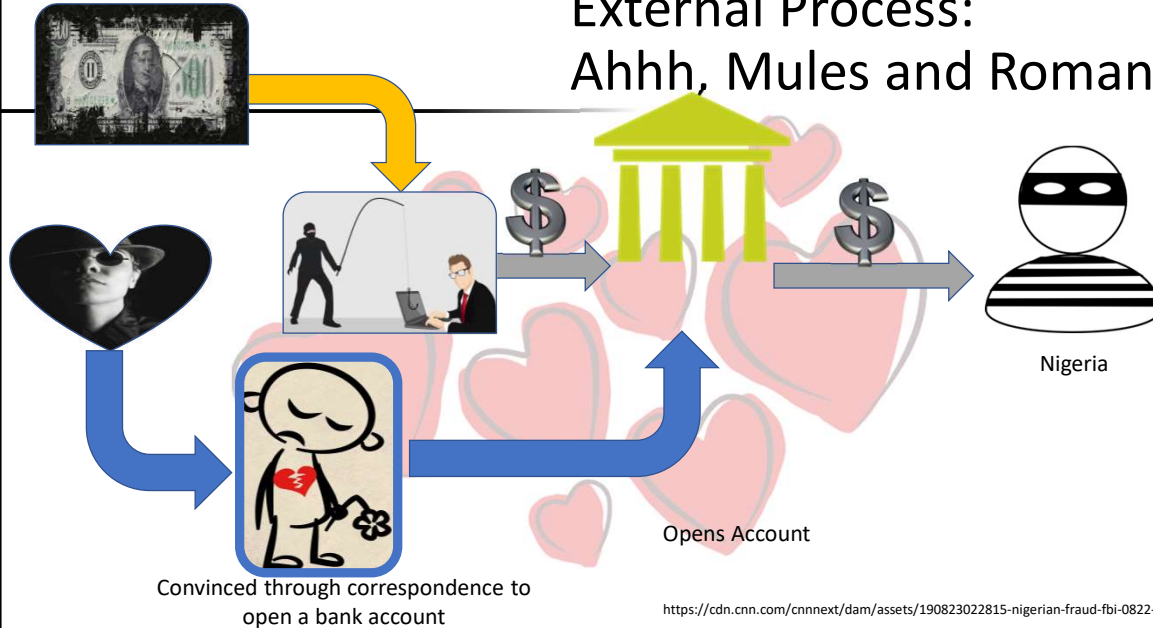 External Process:
Ahhh, Mules and Roman
$
$
Nigeria
Opens Account
Convinced through correspondence to
open a bank account
https://cdn.cnn.com/cnnnext/dam/assets/190823022815-nigerian-fraud-fbi-0822-